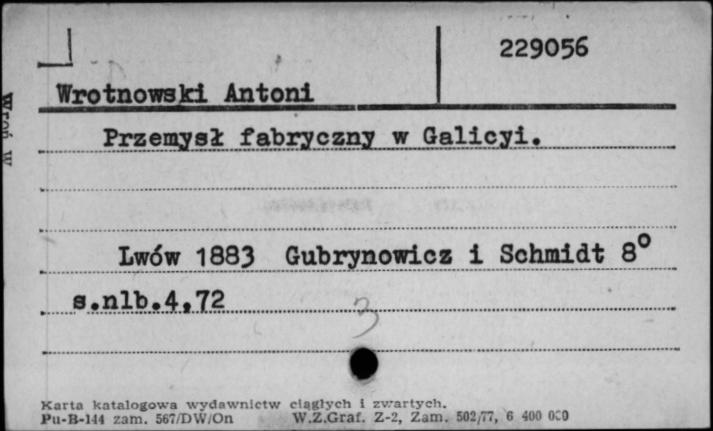 229056
Wrotnowski Antoni
Przemysł fabryczny w Galicyi.
Lwów 1883 Gubrynowicz i Schmidt 8°
s.nlb.4,72
3
Karta katalogowa wydawnictw ciągłych i zwartych.
Pu-B-144 zam. 567/DW/On W.Z.Graf. Z-2, Zam. 502/77, 6 400 000